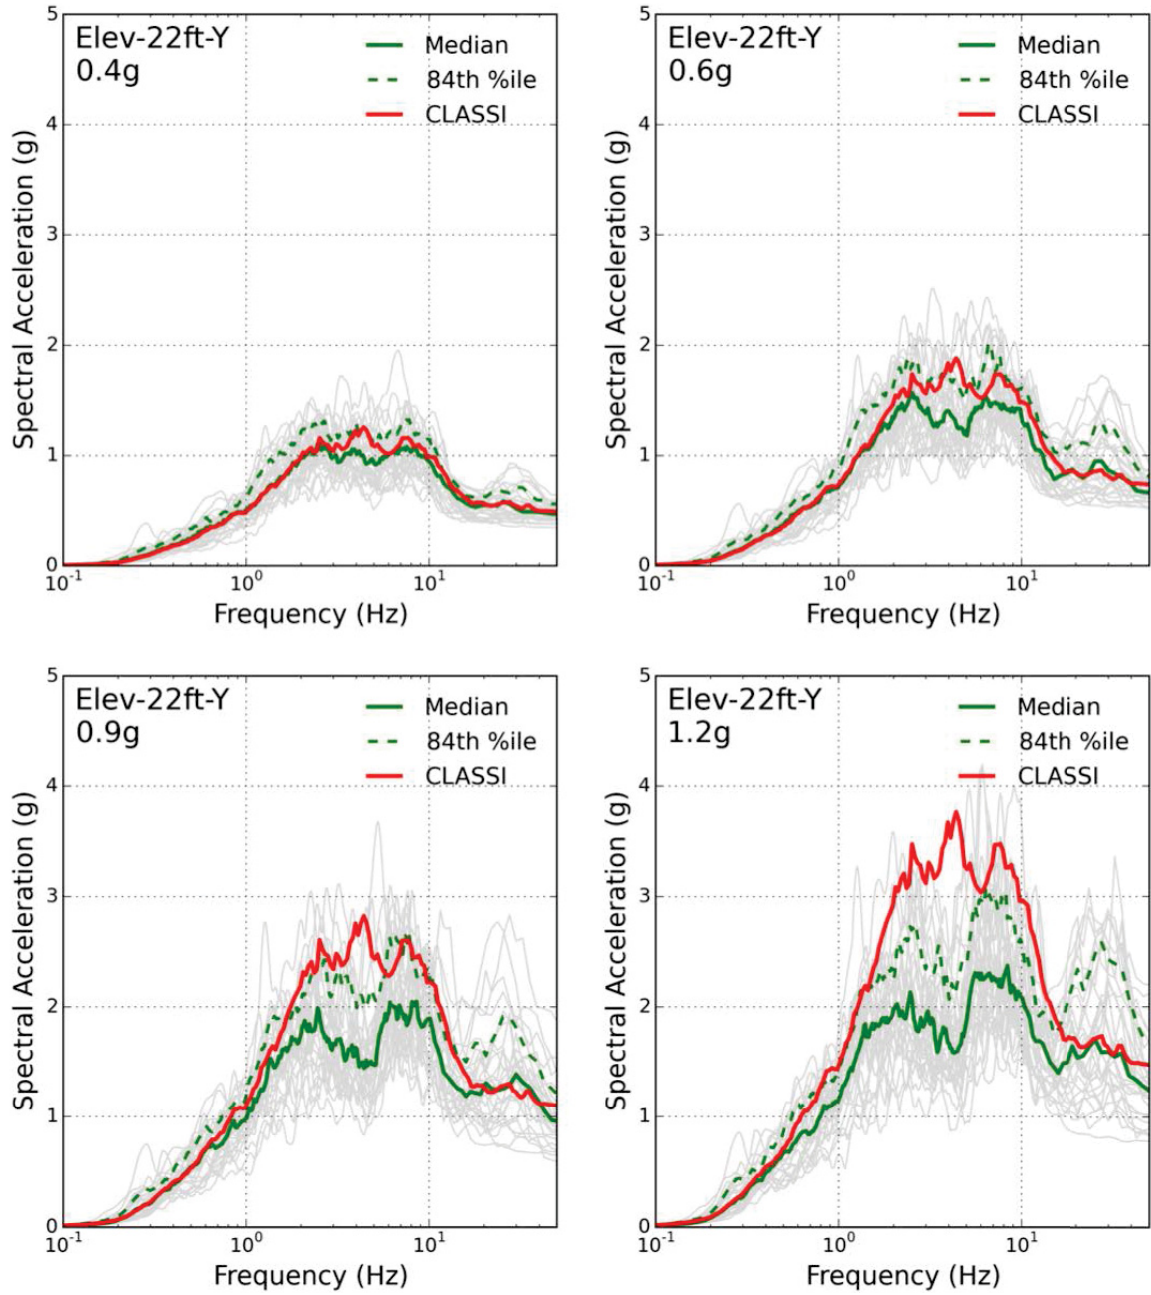 Elev-22ft-Y
0.4g
Median
84th %ile
CLASSI
5
4
3
2
1
0
Spectral Acceleration (g)
10-1
100
101
Frequency (Hz)
Elev-22ft-Y
0.6g
Median
84th %ile
CLASSI
5
4
3
2
1
0
Spectral Acceleration (g)
10-1
100
101
Frequency (Hz)
Elev-22ft-Y
0.9g
Median
84th %ile
CLASSI
5
4
3
2
1
0
Spectral Acceleration (g)
10-1
100
101
Frequency (Hz)
Elev-22ft-Y
1.2g
Median
84th %ile
CLASSI
5
4
3
2
1
0
Spectral Acceleration (g)
10-1
100
101
Frequency (Hz)